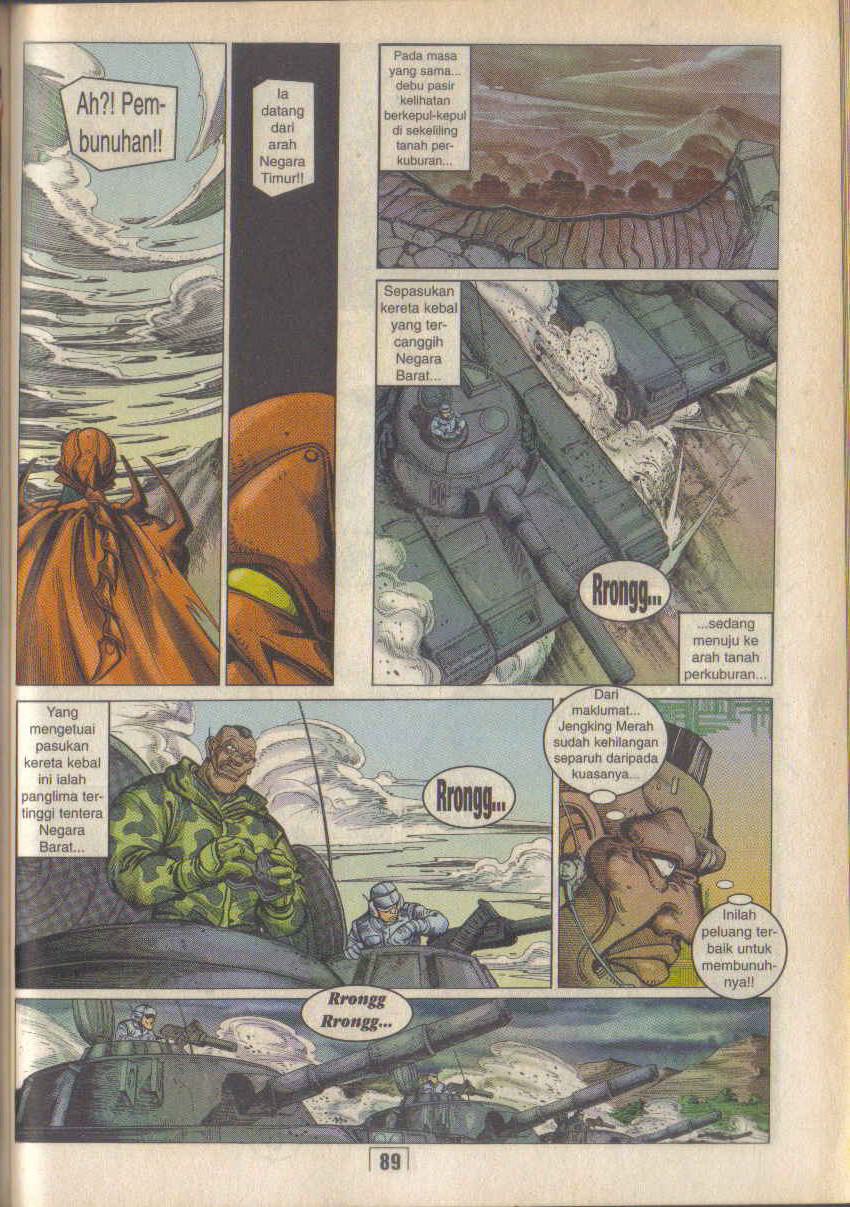 Ah?! Pem-
bunuhan!!
Ia
datang
dari
arah
Negara
Timur!!
Pada masa
yang sama...
debu pasir
kelihatan
berkepul-kepul
di sekeliling
tanah per-
kuburan...
Sepasukan
kereta kebal
yang ter-
canggih
Negara
Barat...
Rrongg...
...sedang
menuju ke
arah tanah
perkuburan...
Yang
mengetuai
pasukan
kereta kebal
ini ialah
panglima ter-
tinggi tentera
Negara
Barat...
Rrongg...
Dari
maklumat...
Jengking Merah
sudah kehilangan
separuh daripada
kuasanya...
Inilah
peluang ter-
baik untuk
membunuh-
nya!!
Rrongg
Rrongg...
89